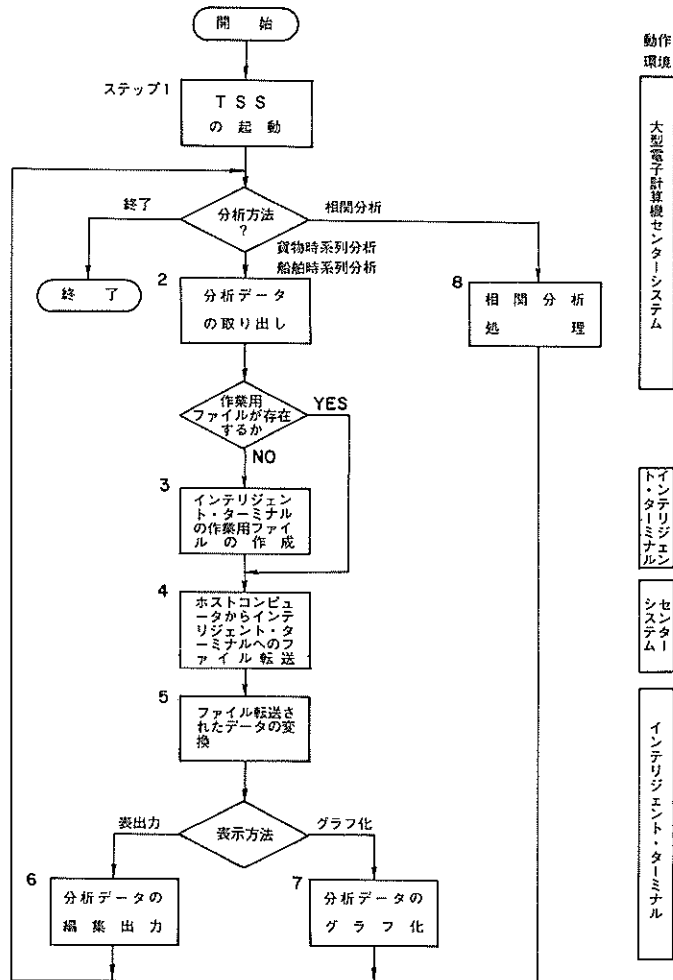 開 始
動作
環境
ステップ1
T S S
の 起 動
大型電子計算機センターシステム
終了
分析方法
?
相関分析
貨物時系列分析
船舶時系列分析
終 了
2
分析データ
の取り出し
8
相 関 分 析
処 理
作業用
ファイルが存在
するか
YES
NO
3
インテリジェン
ト・ターミナル
の作業用ファイ
ルの作成
インテリジェン
ト・ターミナル
4
ホストコンピュ
ータからインテ
リジェント・タ
ーミナルへのフ
ァイル転送
センター
システム
5
ファイル転送さ
れたデータの変
換
インテリジェント・ターミナル
表出力
表示方法
グラフ化
6
分析データの
編集出力
7
分析データの
グラフ化